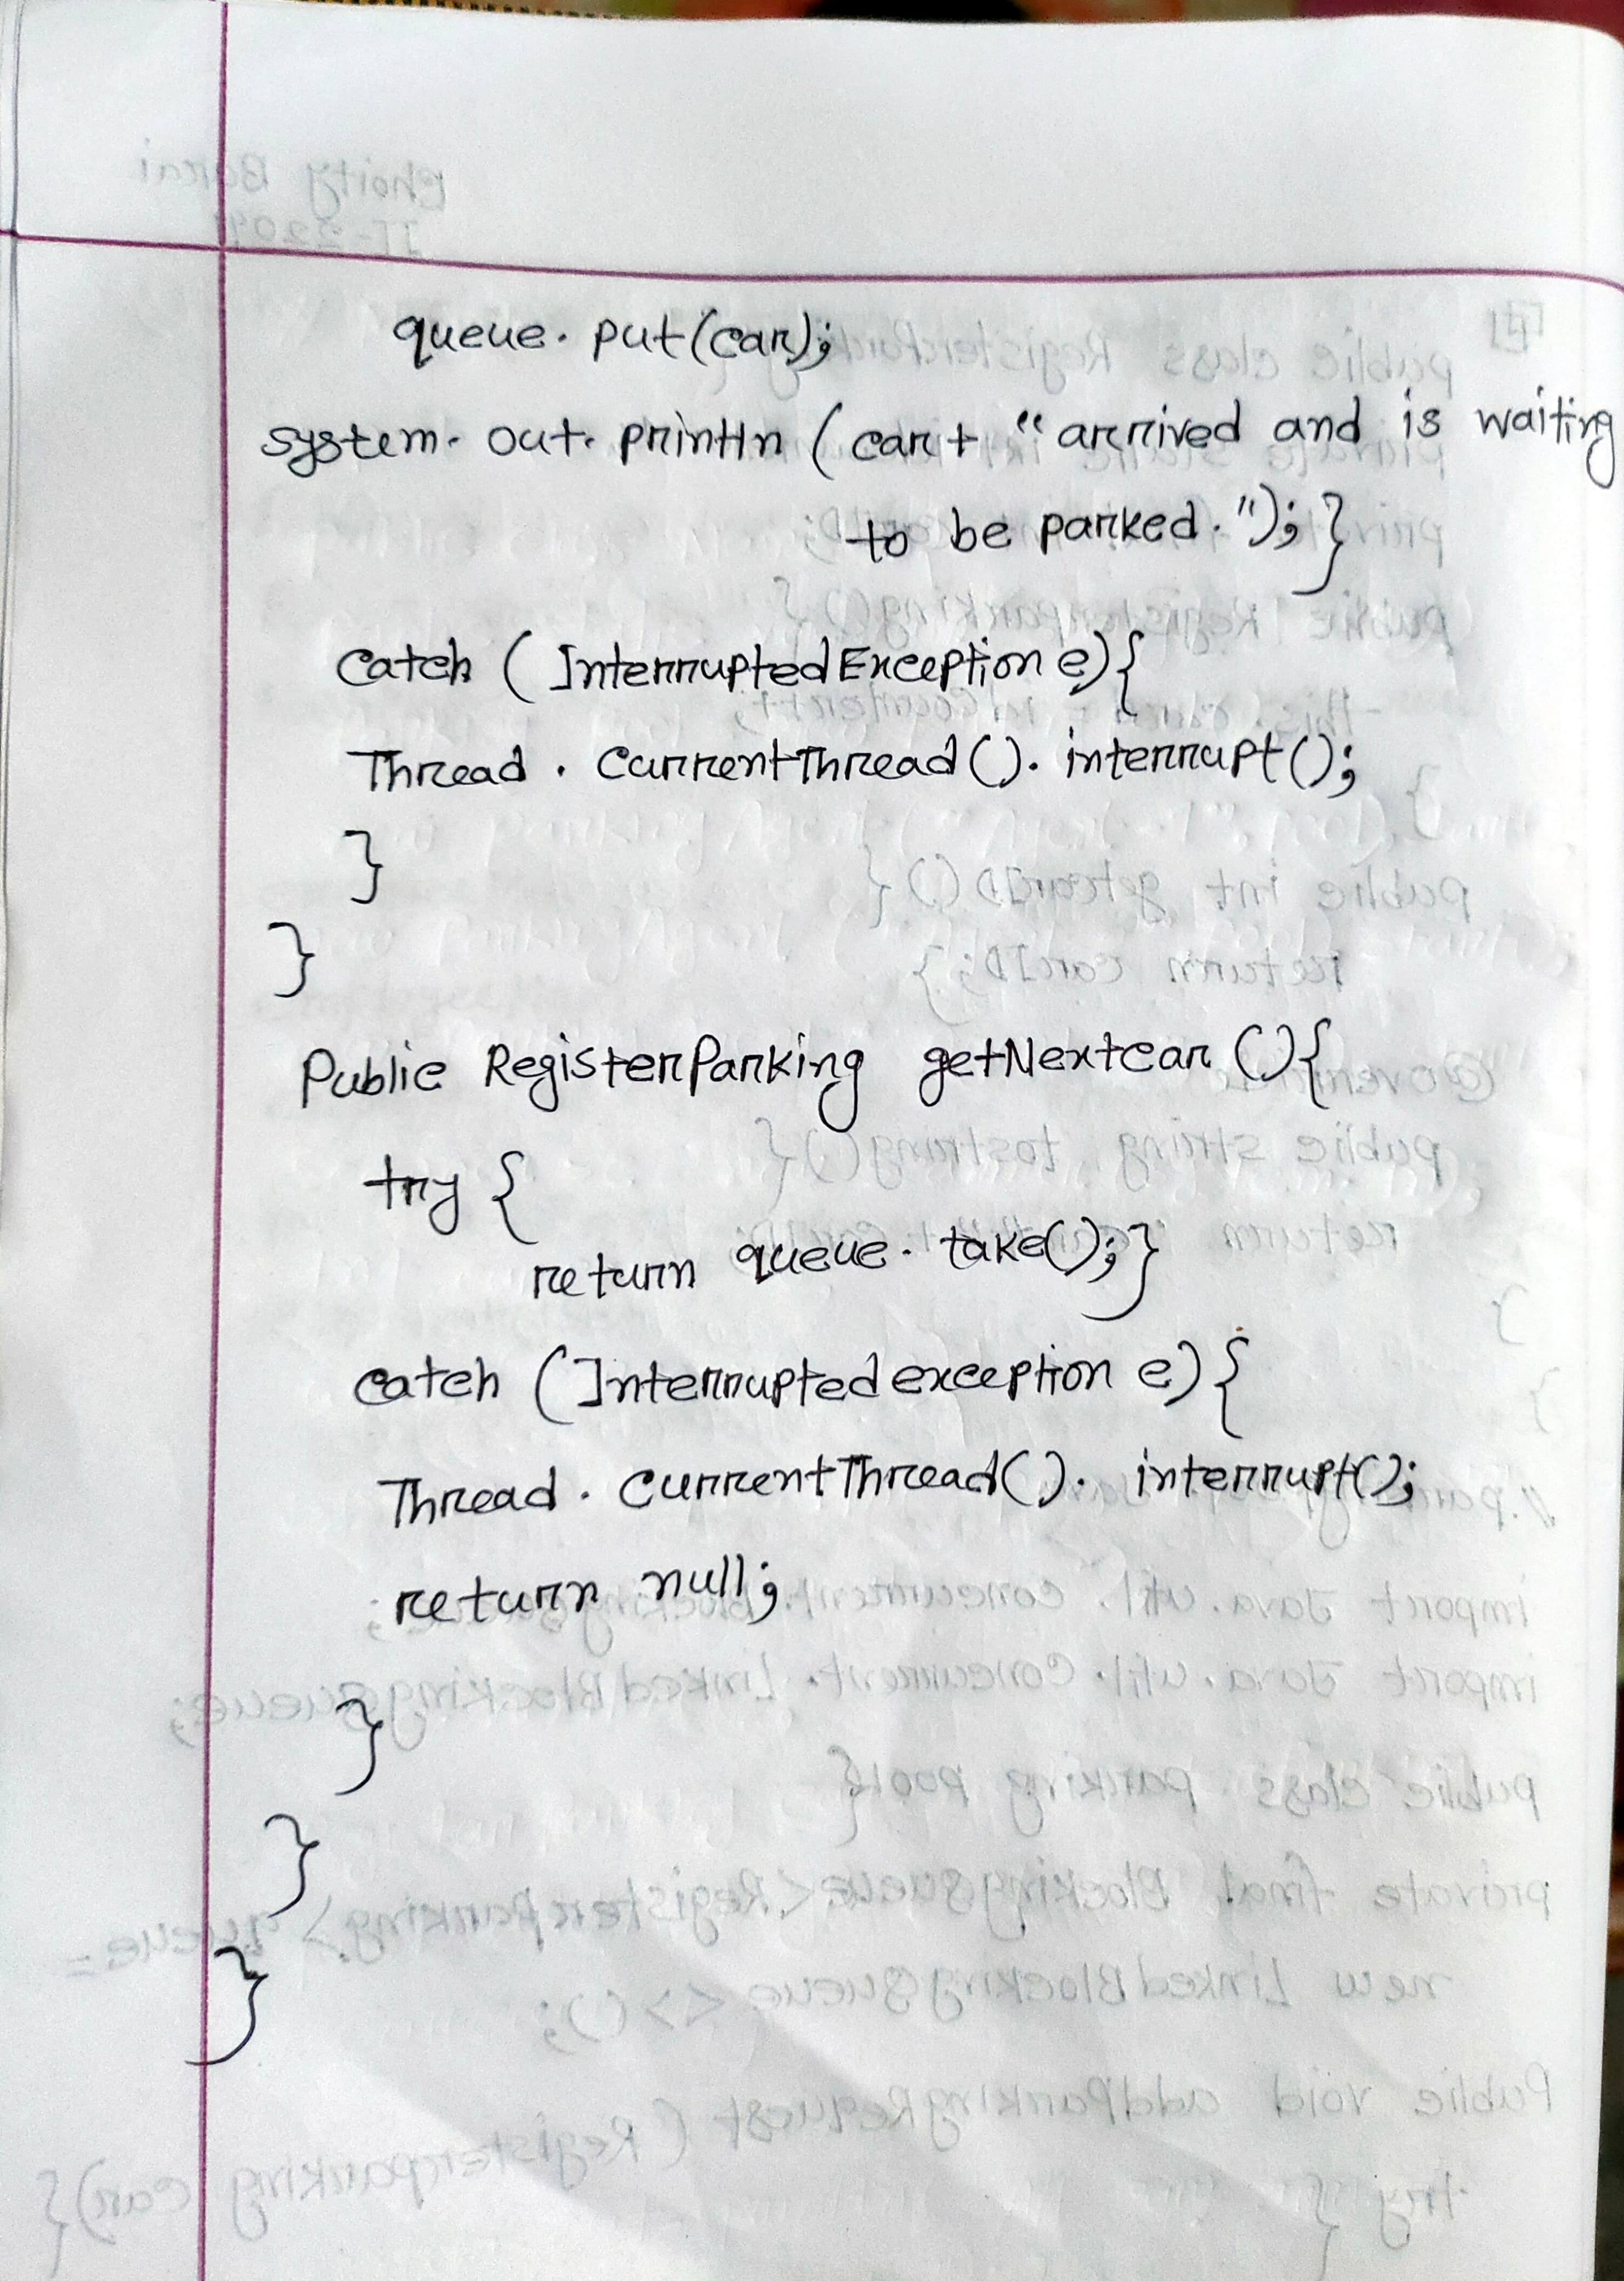 queue. put(car);
system. out. println (car + "arrived and is waiting
to be parked.");}
catch (InterruptedException e){
Thread. currentThread(). interrupt();
}
}
Public RegisterParking getNextcar(){
try {
return queue. take();}
catch (Interruptedexception e){
Thread. currentThread(). interrupt();
return null;
}
}
}